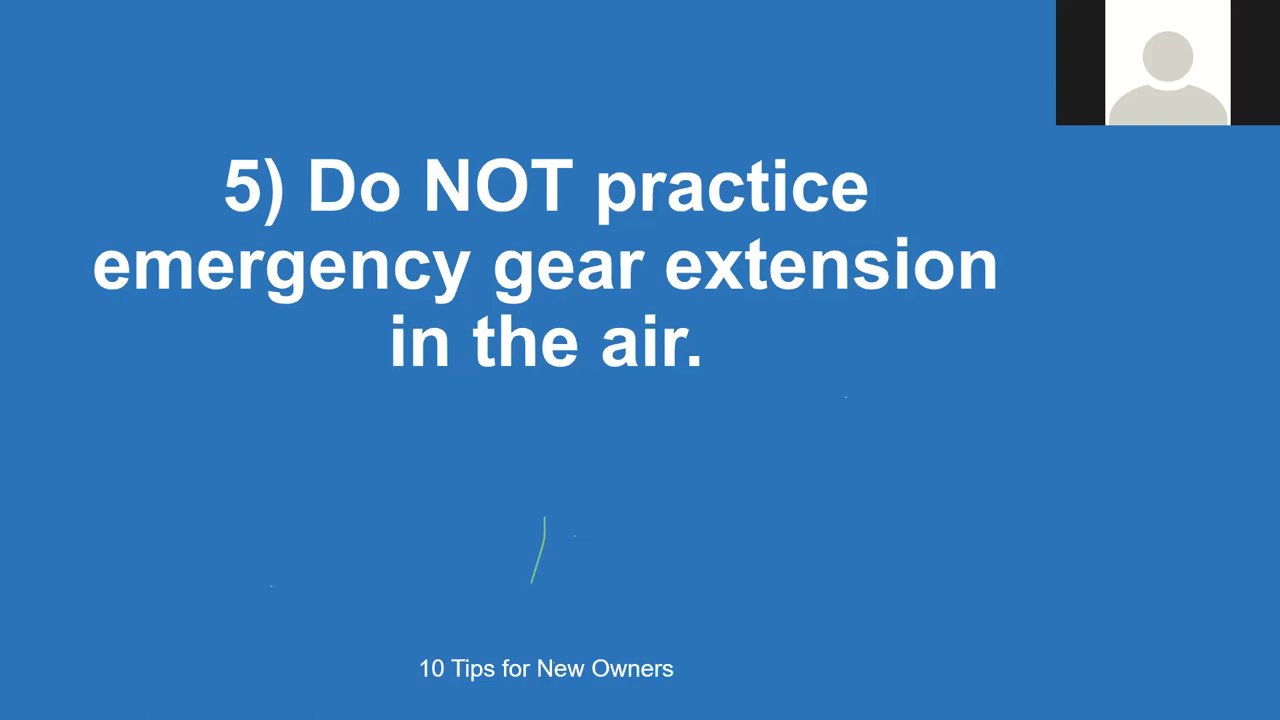 5) Do NOT practice
emergency gear extension
in the air.
10 Tips for New Owners